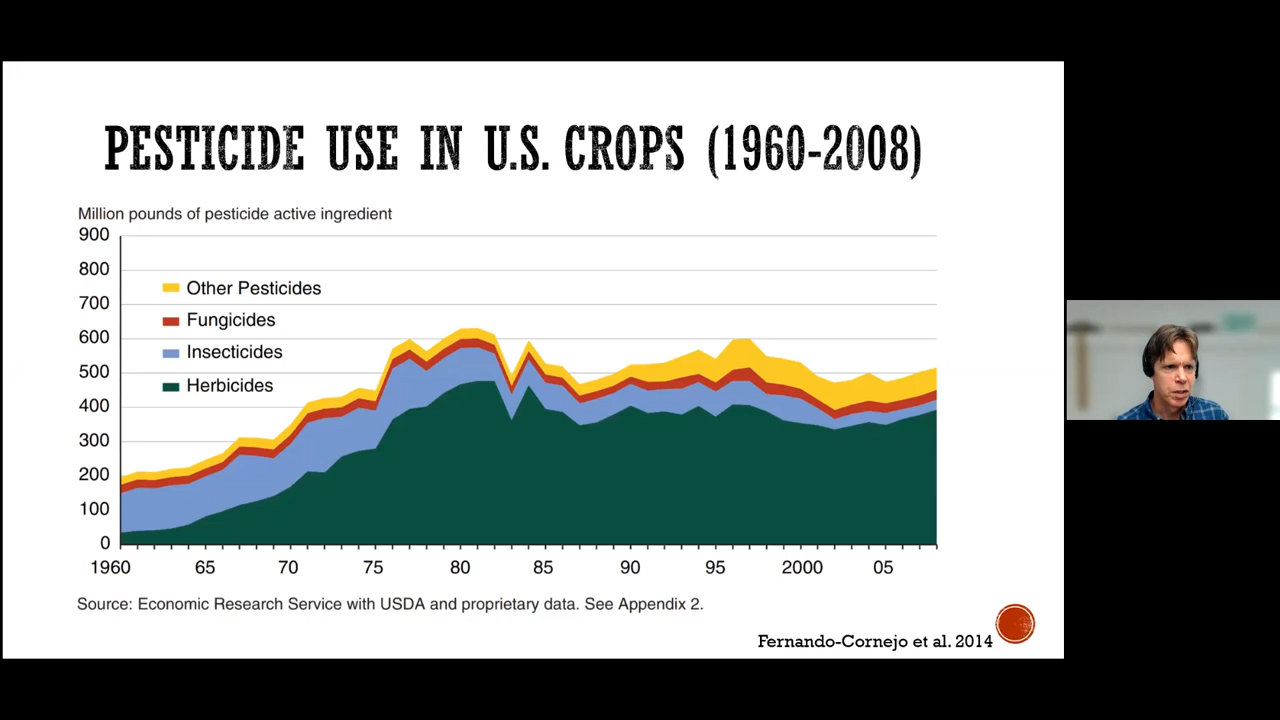 PESTICIDE USE IN U.S. CROPS (1960-2008)
Million pounds of pesticide active ingredient
900
800
700
600
500
400
300
200
100
0
Other Pesticides
Fungicides
Insecticides
Herbicides
1960 65 70 75 80 85 90 95 2000 05
Source: Economic Research Service with USDA and proprietary data. See Appendix 2.
Fernando-Cornejo et al. 2014